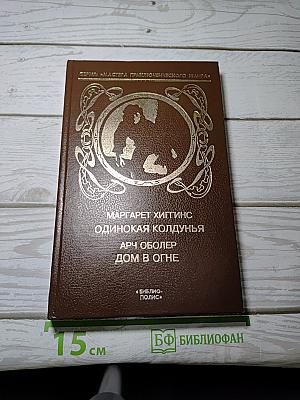 СЕРИЯ «МАСТЕРА ПРИКЛЮЧЕНЧЕСКОГО ЖАНРА»
МАРГАРЕТ ХИГГИНС
ОДИНОКАЯ КОЛДУНЬЯ
АРЧ ОБОЛЕР
ДОМ В ОГНЕ
«БИБЛИО-
ПОЛИС»
15 СМ
БФ БИБЛИОФАН